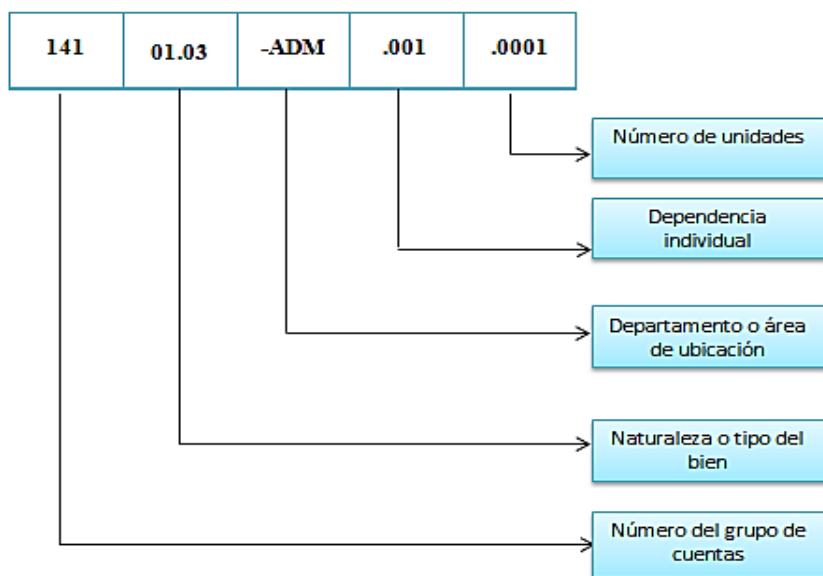 141 01.03 -ADM .001 .0001
Número de unidades
Dependencia
individual
Departamento o área
de ubicación
Naturaleza o tipo del
bien
Número del grupo de
cuentas